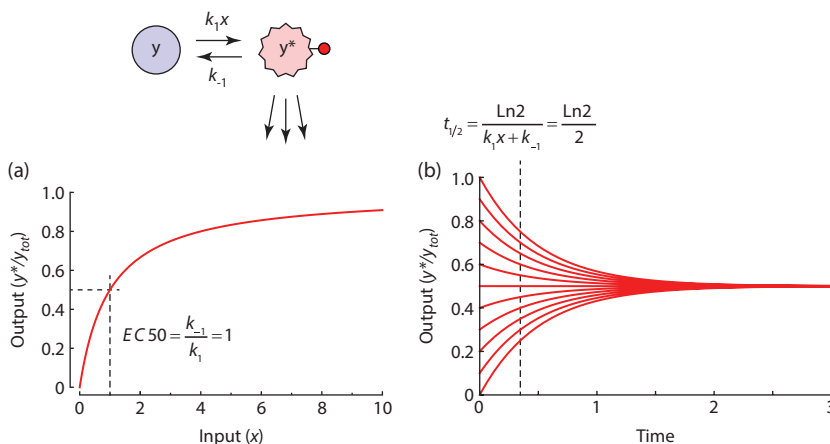 k₁x
y
y*
k₋₁
t₁/₂ = Ln2 / (k₁x + k₋₁) = Ln2 / 2
(a)
1.0
0.8
0.6
0.4
0.2
0
Output (y*/yₜₒₜ)
EC50 = k₋₁ / k₁ = 1
0 2 4 6 8 10
Input (x)
(b)
1.0
0.8
0.6
0.4
0.2
0
Output (y*/yₜₒₜ)
0 1 2 3
Time